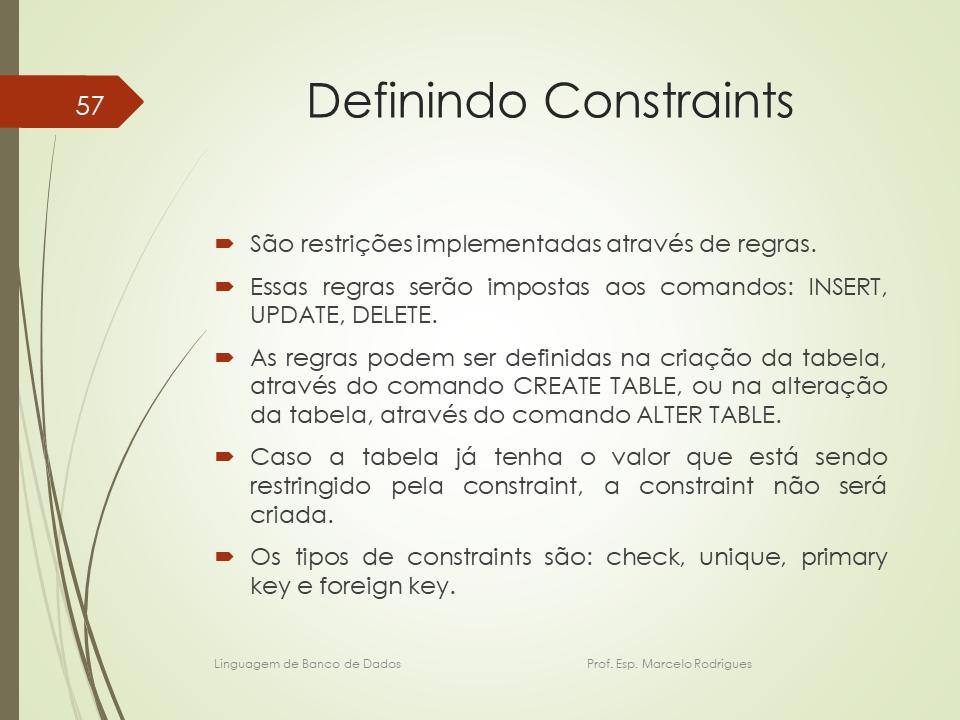 57
Definindo Constraints
São restrições implementadas através de regras.
Essas regras serão impostas aos comandos: INSERT,
UPDATE, DELETE.
As regras podem ser definidas na criação da tabela,
através do comando CREATE TABLE, ou na alteração
da tabela, através do comando ALTER TABLE.
Caso a tabela já tenha o valor que está sendo
restringido pela constraint, a constraint não será
criada.
Os tipos de constraints são: check, unique, primary
key e foreign key.
Linguagem de Banco de Dados Prof. Esp. Marcelo Rodrigues